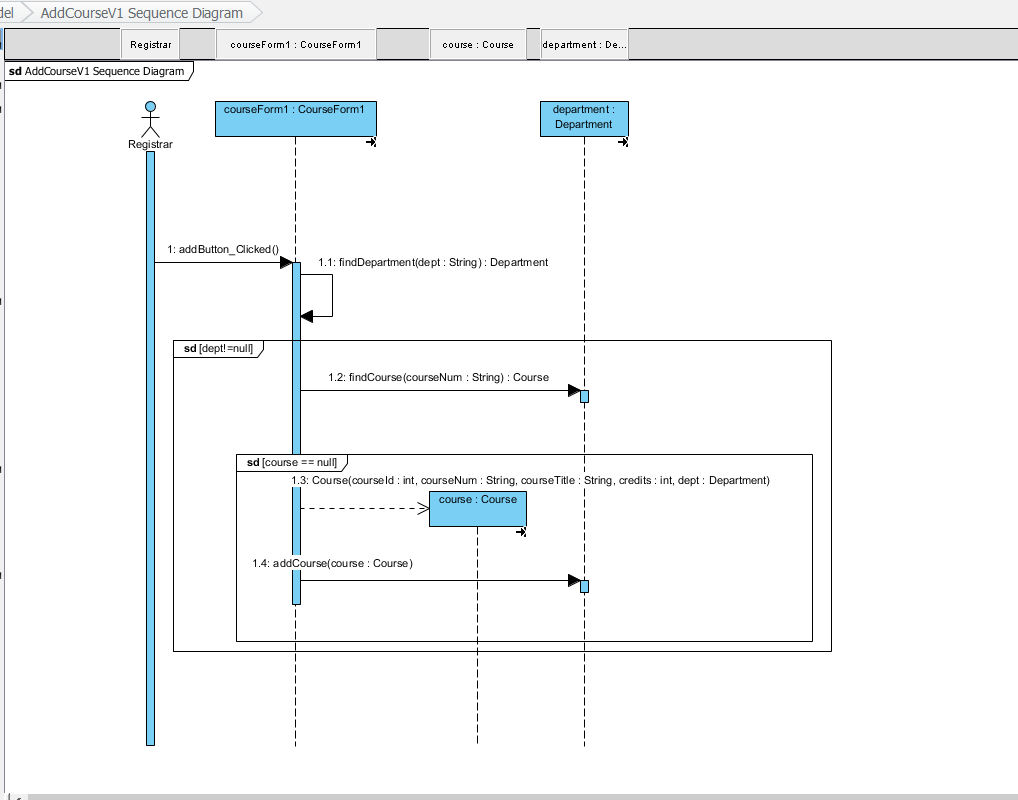 del AddCourseV1 Sequence Diagram
Registrar courseForm1 : CourseForm1 course : Course department : De...
sd AddCourseV1 Sequence Diagram
courseForm1 : CourseForm1
department :
Department
Registrar
1: addButton_Clicked()
1.1: findDepartment(dept : String) : Department
sd [dept!=null]
1.2: findCourse(courseNum : String) : Course
sd [course == null]
1.3: Course(courseId : int, courseNum : String, courseTitle : String, credits : int, dept : Department)
course : Course
1.4: addCourse(course : Course)